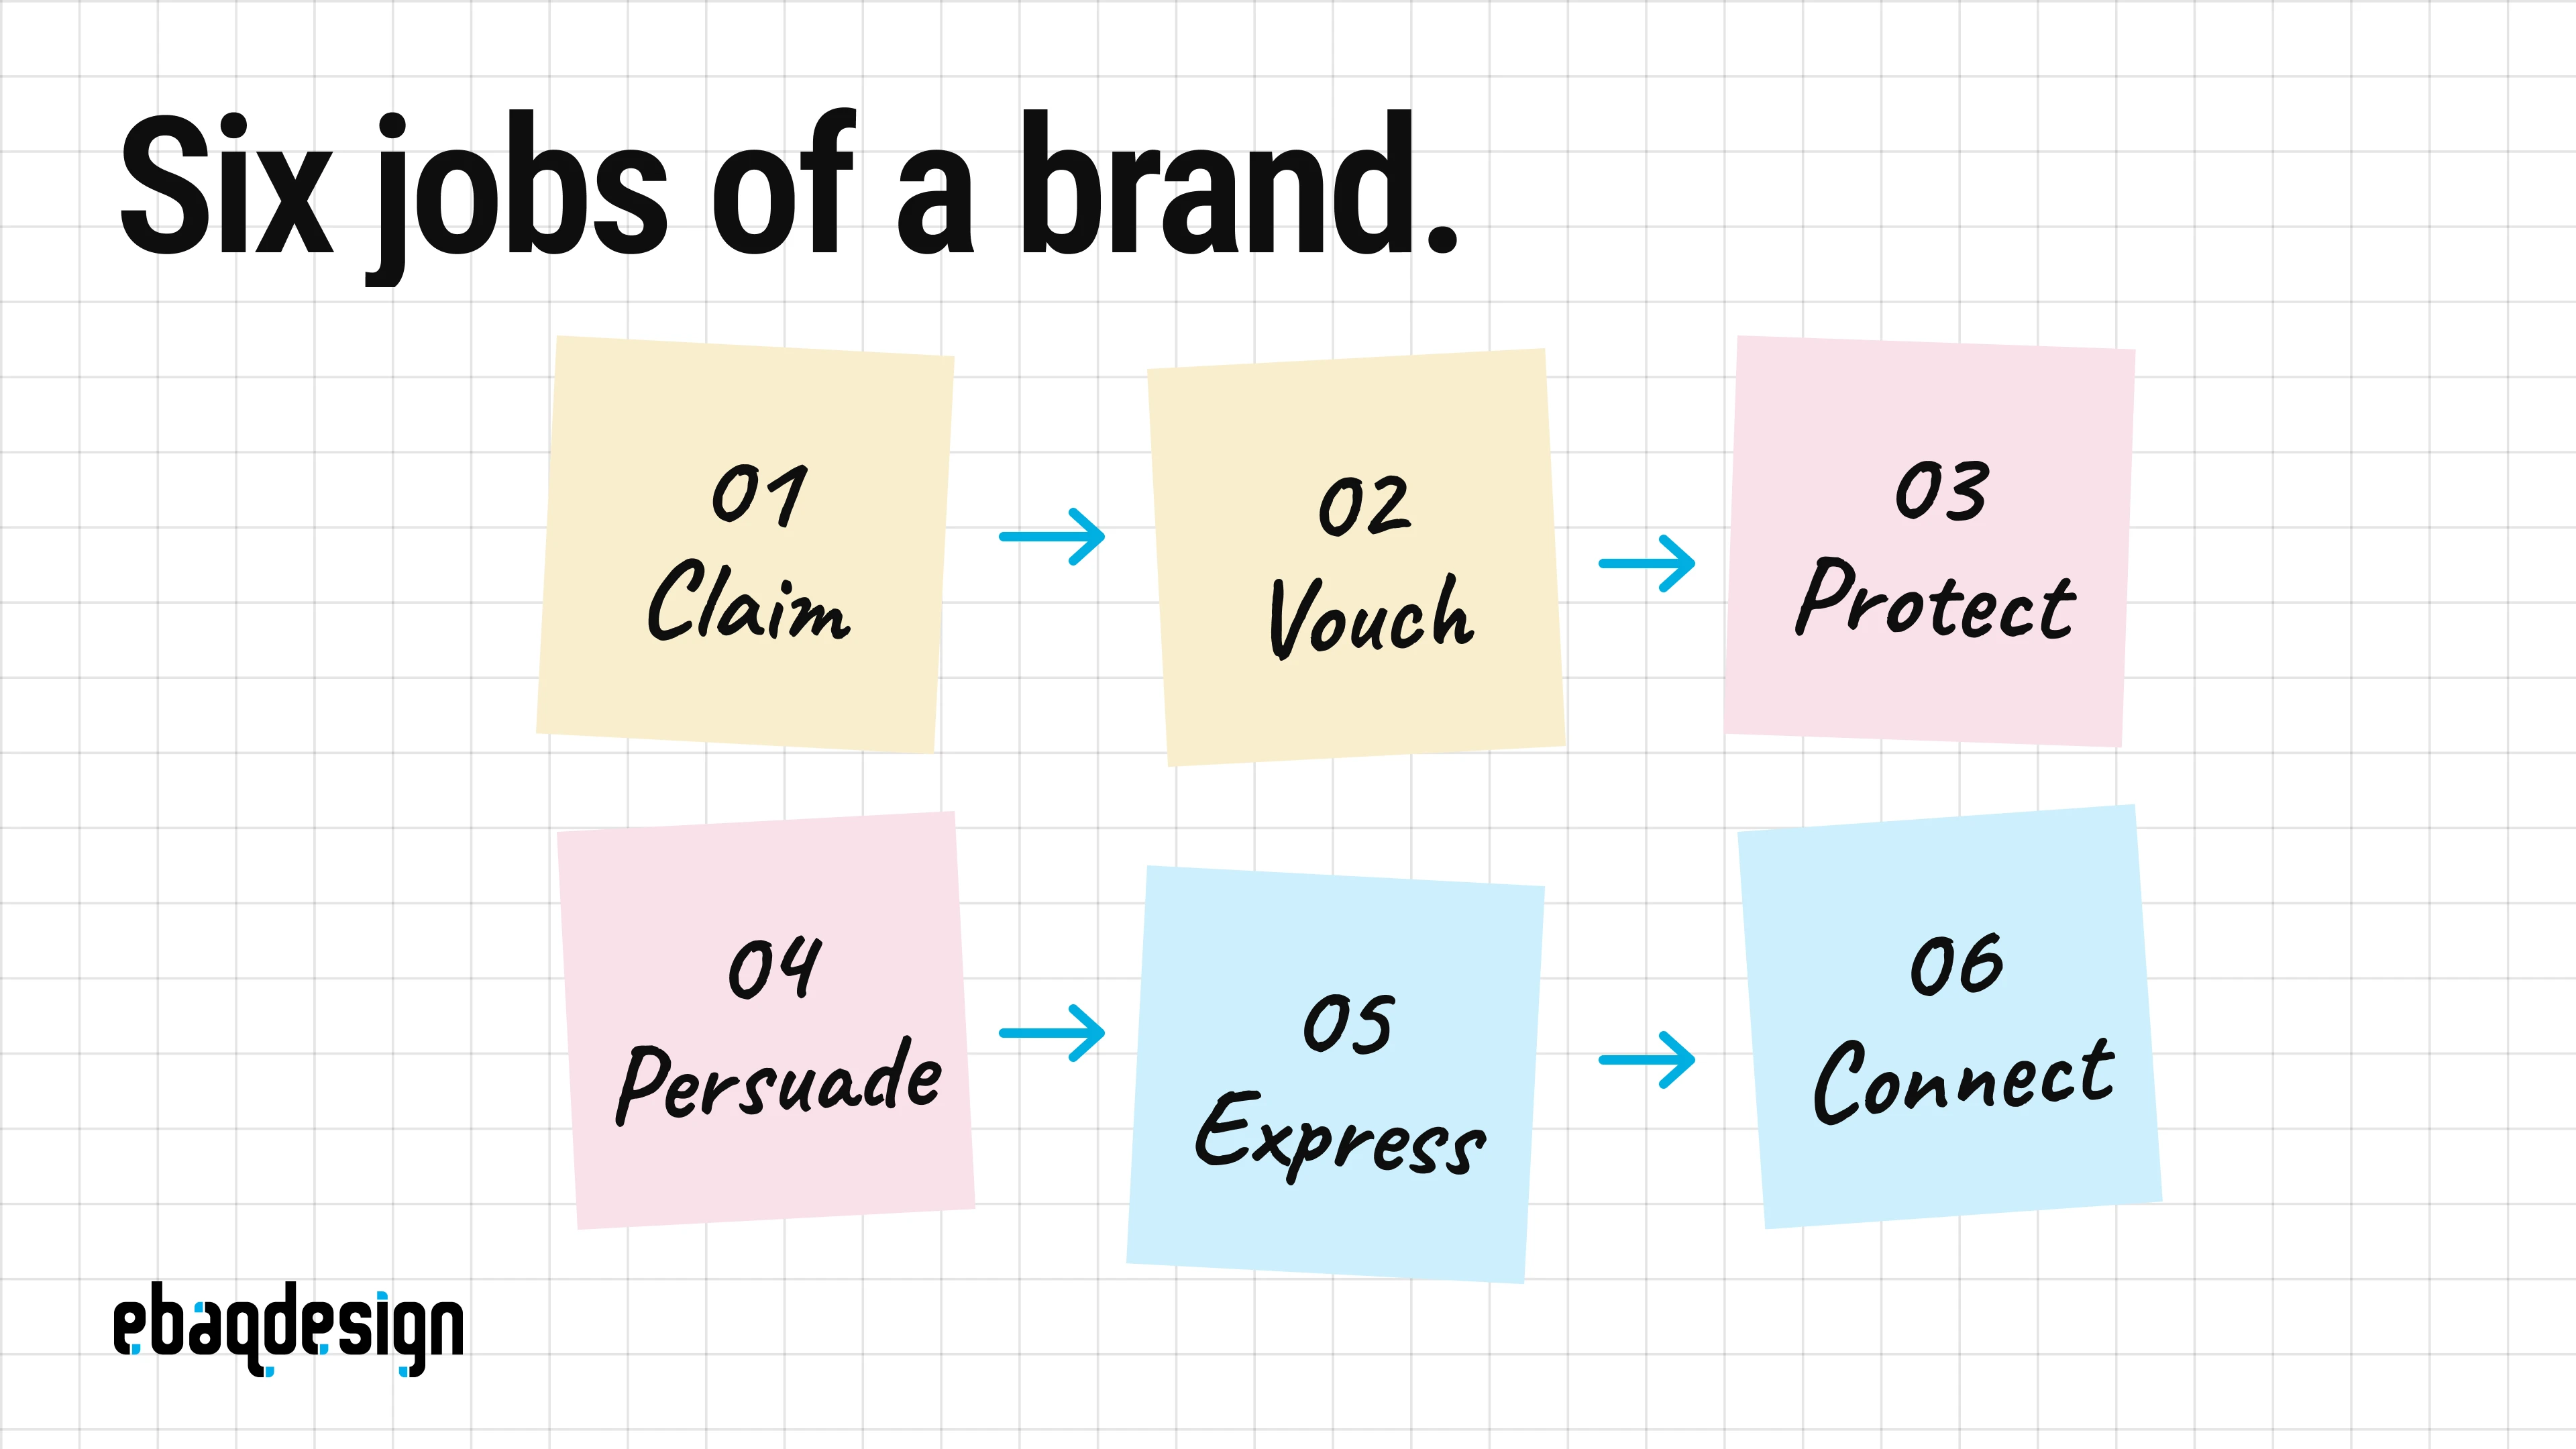 Six jobs of a brand.
01
Claim
02
Vouch
03
Protect
04
Persuade
05
Express
06
Connect
ebaqdesign